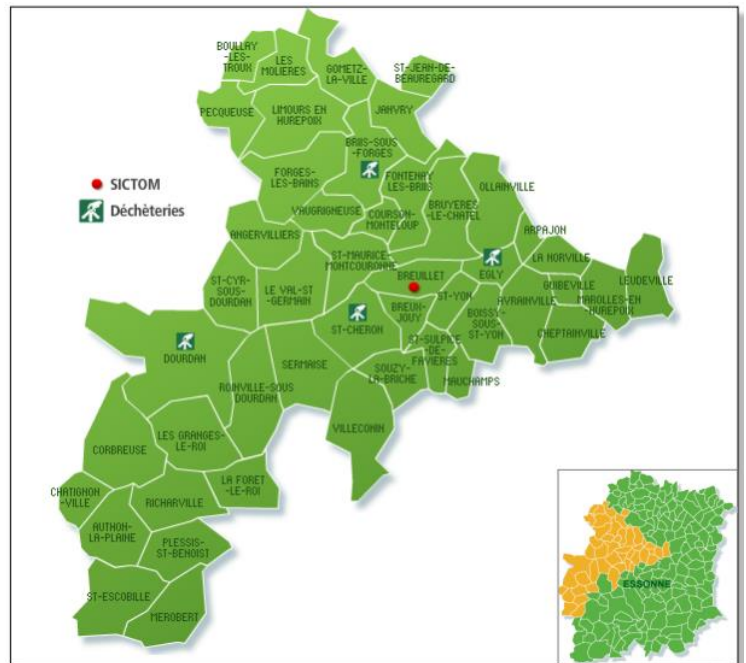 BOULLAY
-LES-
TROUX
LES
MOLIERES
GOMETZ-
LA-VILLE
ST-JEAN-DE-
BEAUREGARD
PECQUEUSE
LIMOURS EN
HUREPOIX
JANVRY
BRIIS-SOUS
-FORGES
SICTOM
Déchèteries
FORGES
-LES-BAINS
FONTENAY
LES-BRIIS
OLLAINVILLE
BRUYERES
-LE-CHATEL
VAUGRIGNEUSE
COURSON-
MONTELOUP
ANGERVILLIERS
ARPAJON
ST-MAURICE-
MONTCOURONNE
LA NORVILLE
EGLY
BREUILLET
ST-CYR-
SOUS-
DOURDAN
LE VAL-ST
-GERMAIN
ST-YON
AVRAINVILLE
GUIBEVILLE
LEUDEVILLE
MAROLLES-EN
-HUREPOIX
BREUX-
JOUY
BOISSY-
SOUS-
ST-YON
ST-CHERON
CHEPTAINVILLE
ST-SULPICE
-DE-
FAVIERES
DOURDAN
SERMAISE
SOUZY-
LA-BRICHE
MAUCHAMPS
ROINVILLE-SOUS
DOURDAN
VILLECONIN
LES GRANGES-
LE-ROI
CORBREUSE
LA FORET
-LE-ROI
CHATIGNON
-VILLE
RICHARVILLE
AUTHON-
LA-PLAINE
PLESSIS-
ST-BENOIST
ST-ESCOBILLE
MEROBERT
ESSONNE